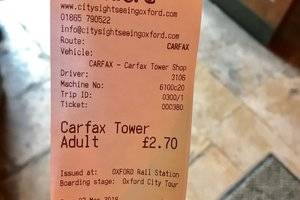 www.citysightseeingoxford.com
01865 790522
info@citysightseeingoxford.com
Route: CARFAX
Vehicle:
CARFAX - Carfax Tower Shop
Driver: 3106
Machine No: 6100c20
Trip ID: 0300/1
Ticket: 000380
Carfax Tower
Adult £2.70
Issued at: OXFORD Rail Station
Boarding stage: Oxford City Tour